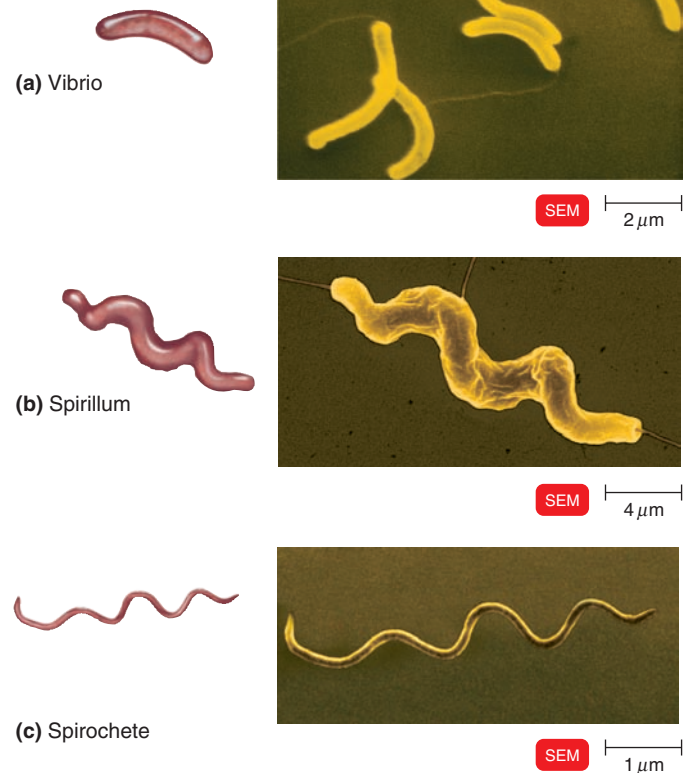 (a) Vibrio
SEM
2 μm
(b) Spirillum
SEM
4 μm
(c) Spirochete
SEM
1 μm